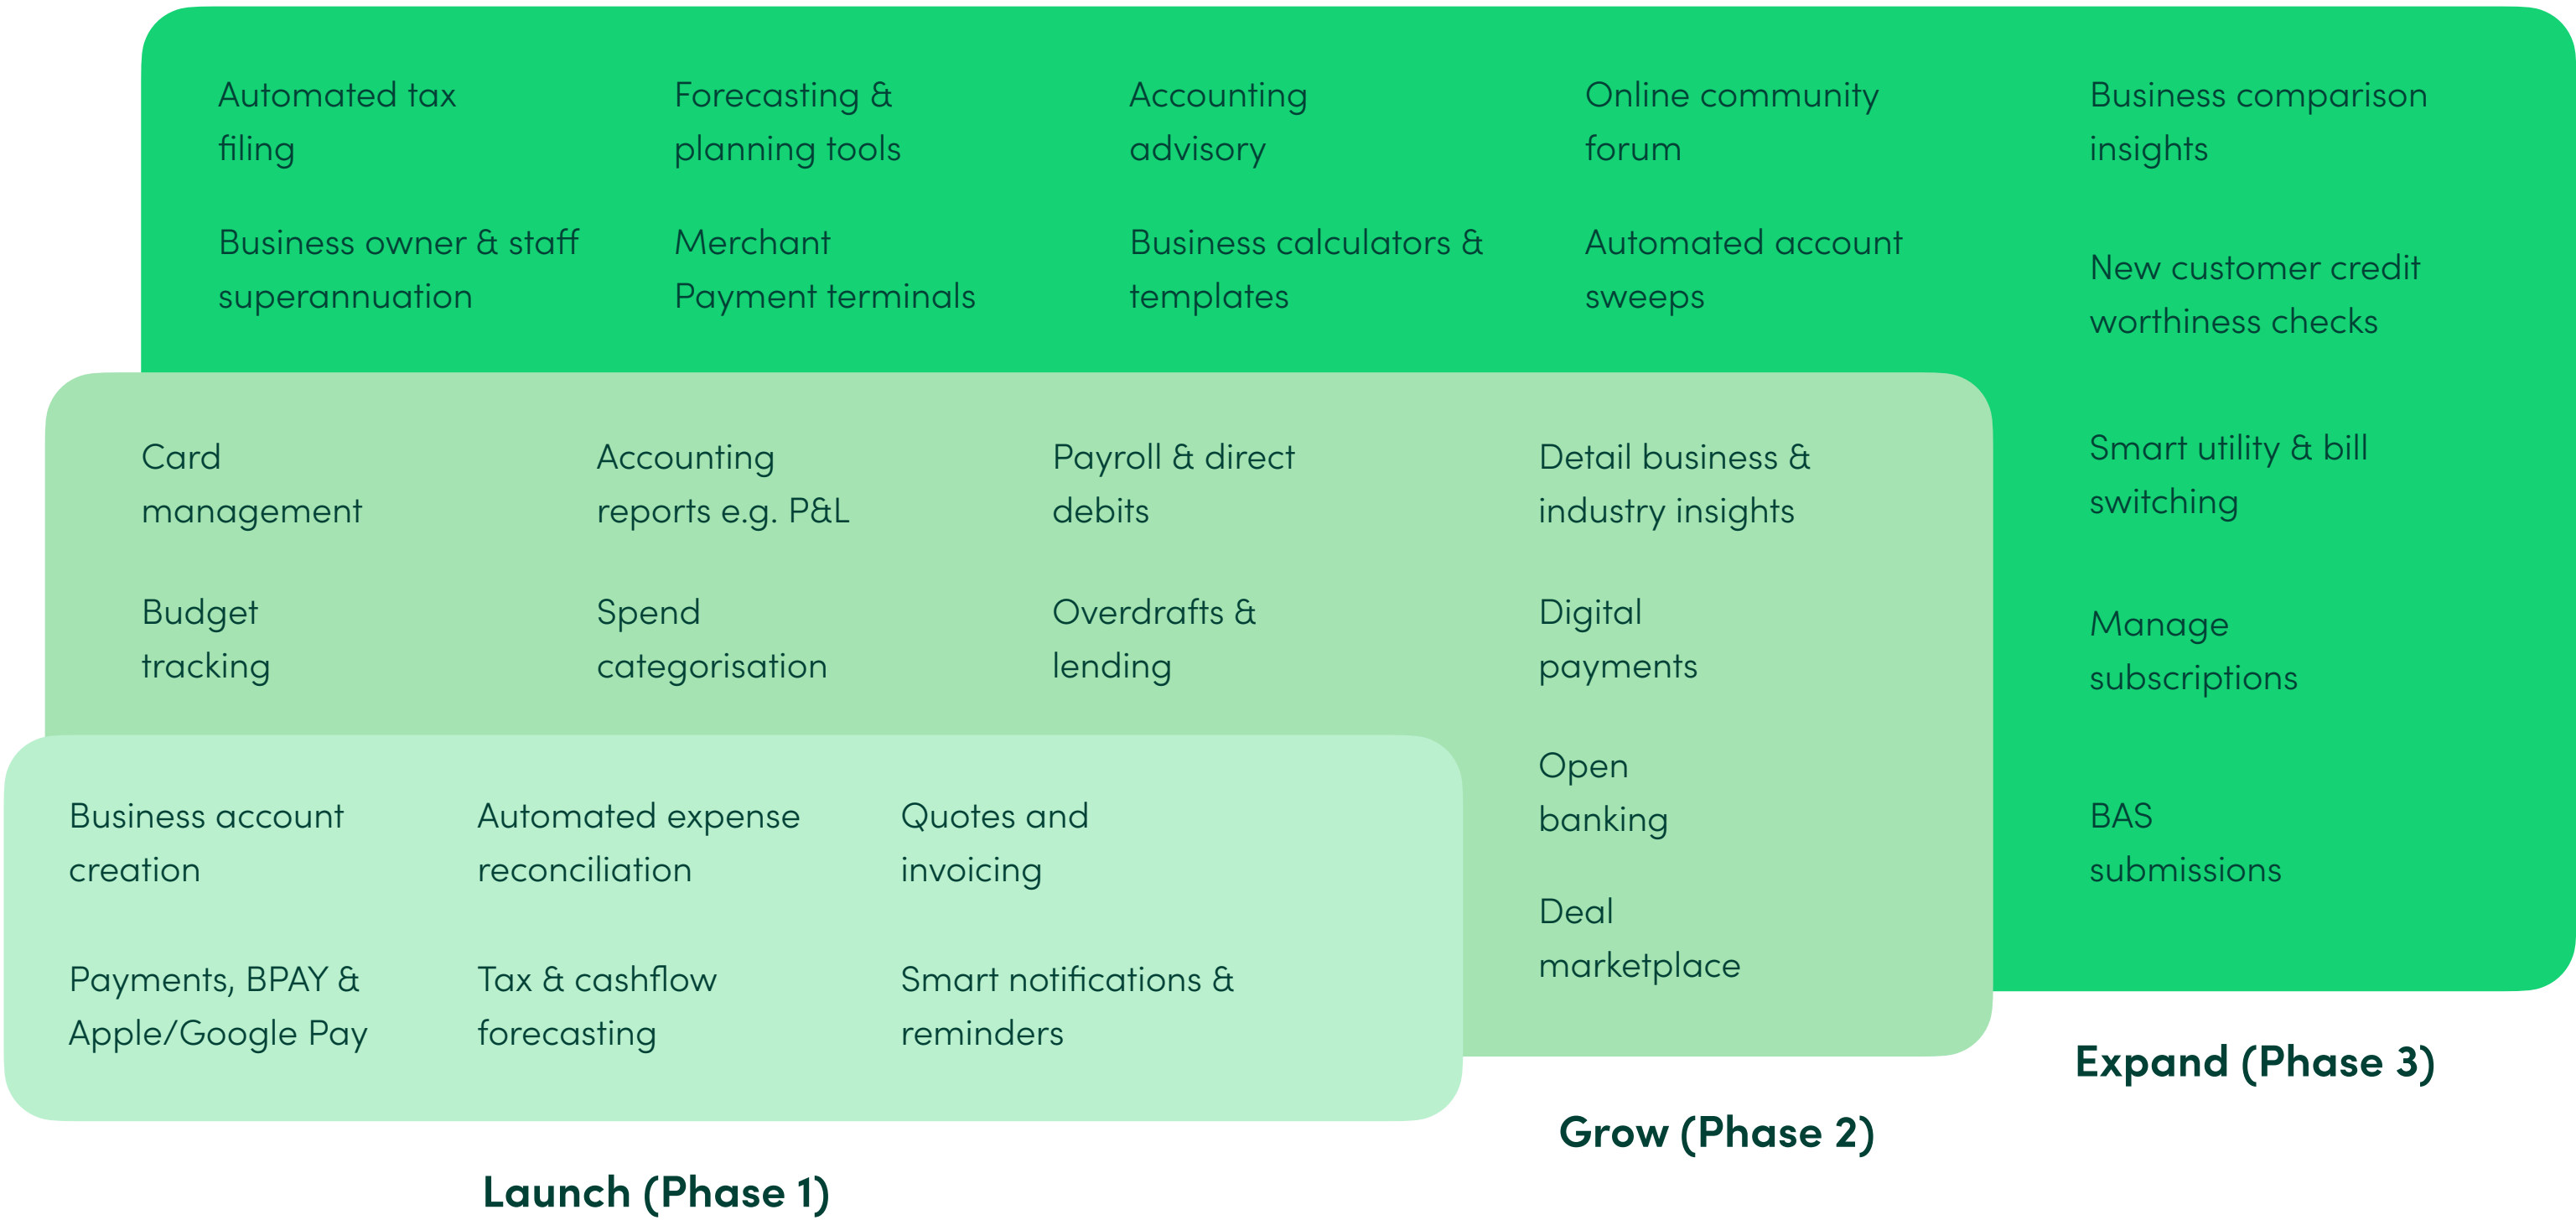 Automated tax
filing
Forecasting &
planning tools
Accounting
advisory
Online community
forum
Business comparison
insights
Business owner & staff
superannuation
Merchant
Payment terminals
Business calculators &
templates
Automated account
sweeps
New customer credit
worthiness checks
Smart utility & bill
switching
Manage
subscriptions
BAS
submissions
Expand (Phase 3)
Card
management
Accounting
reports e.g. P&L
Payroll & direct
debits
Detail business &
industry insights
Budget
tracking
Spend
categorisation
Overdrafts &
lending
Digital
payments
Open
banking
Deal
marketplace
Grow (Phase 2)
Business account
creation
Automated expense
reconciliation
Quotes and
invoicing
Payments, BPAY &
Apple/Google Pay
Tax & cashflow
forecasting
Smart notifications &
reminders
Launch (Phase 1)